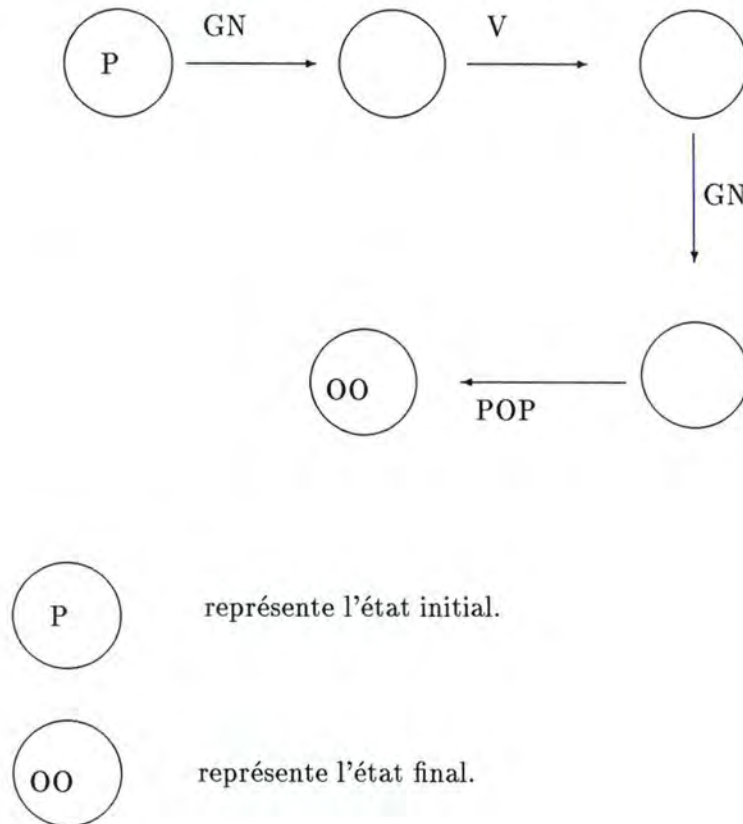 GN V
P
GN
OO
POP
P représente l'état initial.
OO représente l'état final.